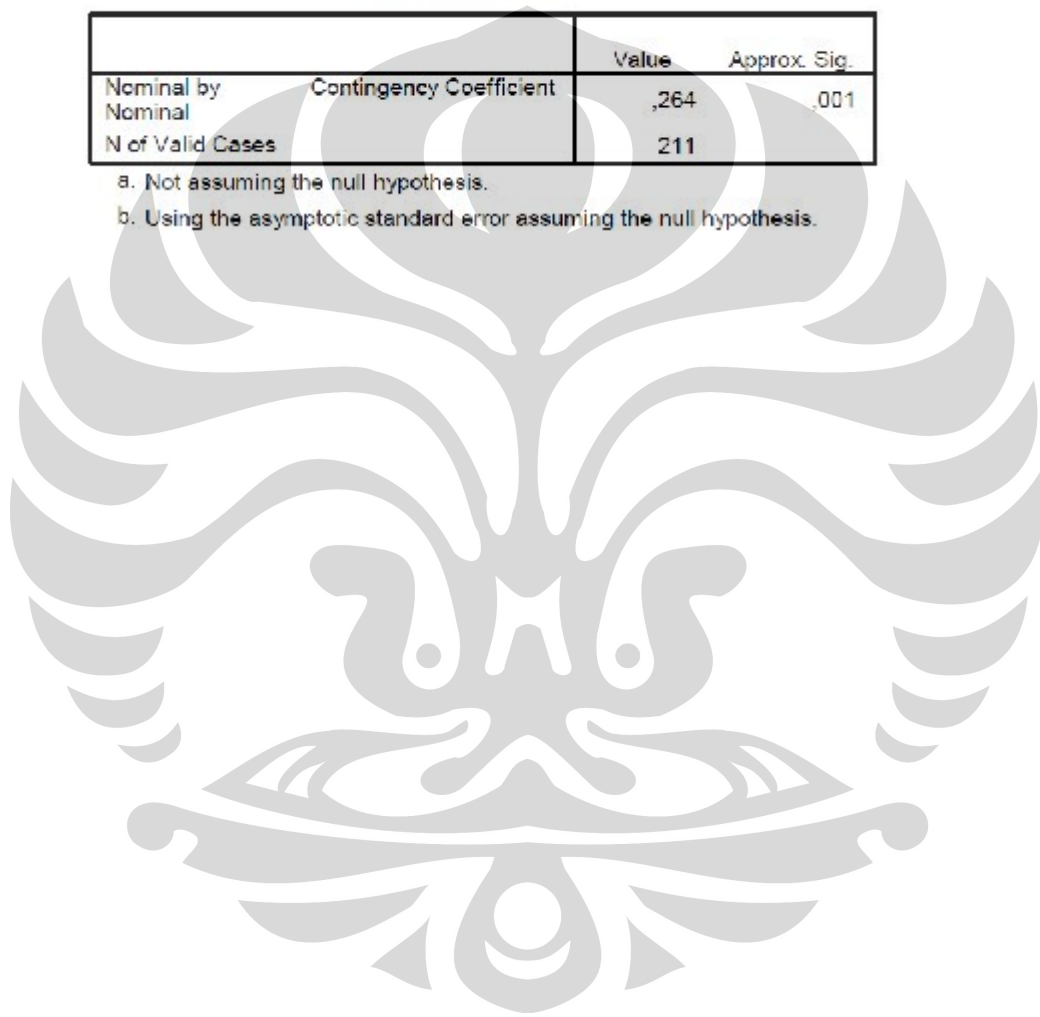 Value Approx. Sig.
Nominal by Nominal Contingency Coefficient ,264 ,001
N of Valid Cases 211
a. Not assuming the null hypothesis.
b. Using the asymptotic standard error assuming the null hypothesis.